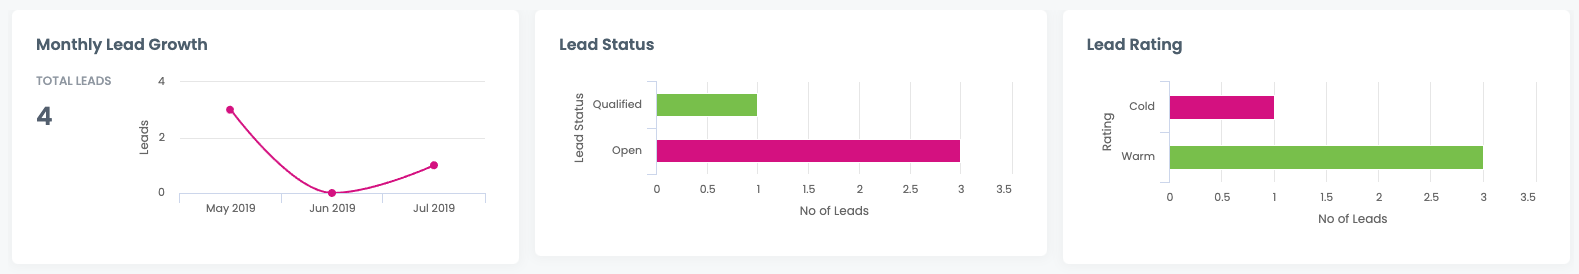 Monthly Lead Growth
TOTAL LEADS
4
Leads
4
2
0
May 2019 Jun 2019 Jul 2019
Lead Status
Lead Status
Qualified
Open
0 0.5 1 1.5 2 2.5 3 3.5
No of Leads
Lead Rating
Rating
Cold
Warm
0 0.5 1 1.5 2 2.5 3 3.5
No of Leads